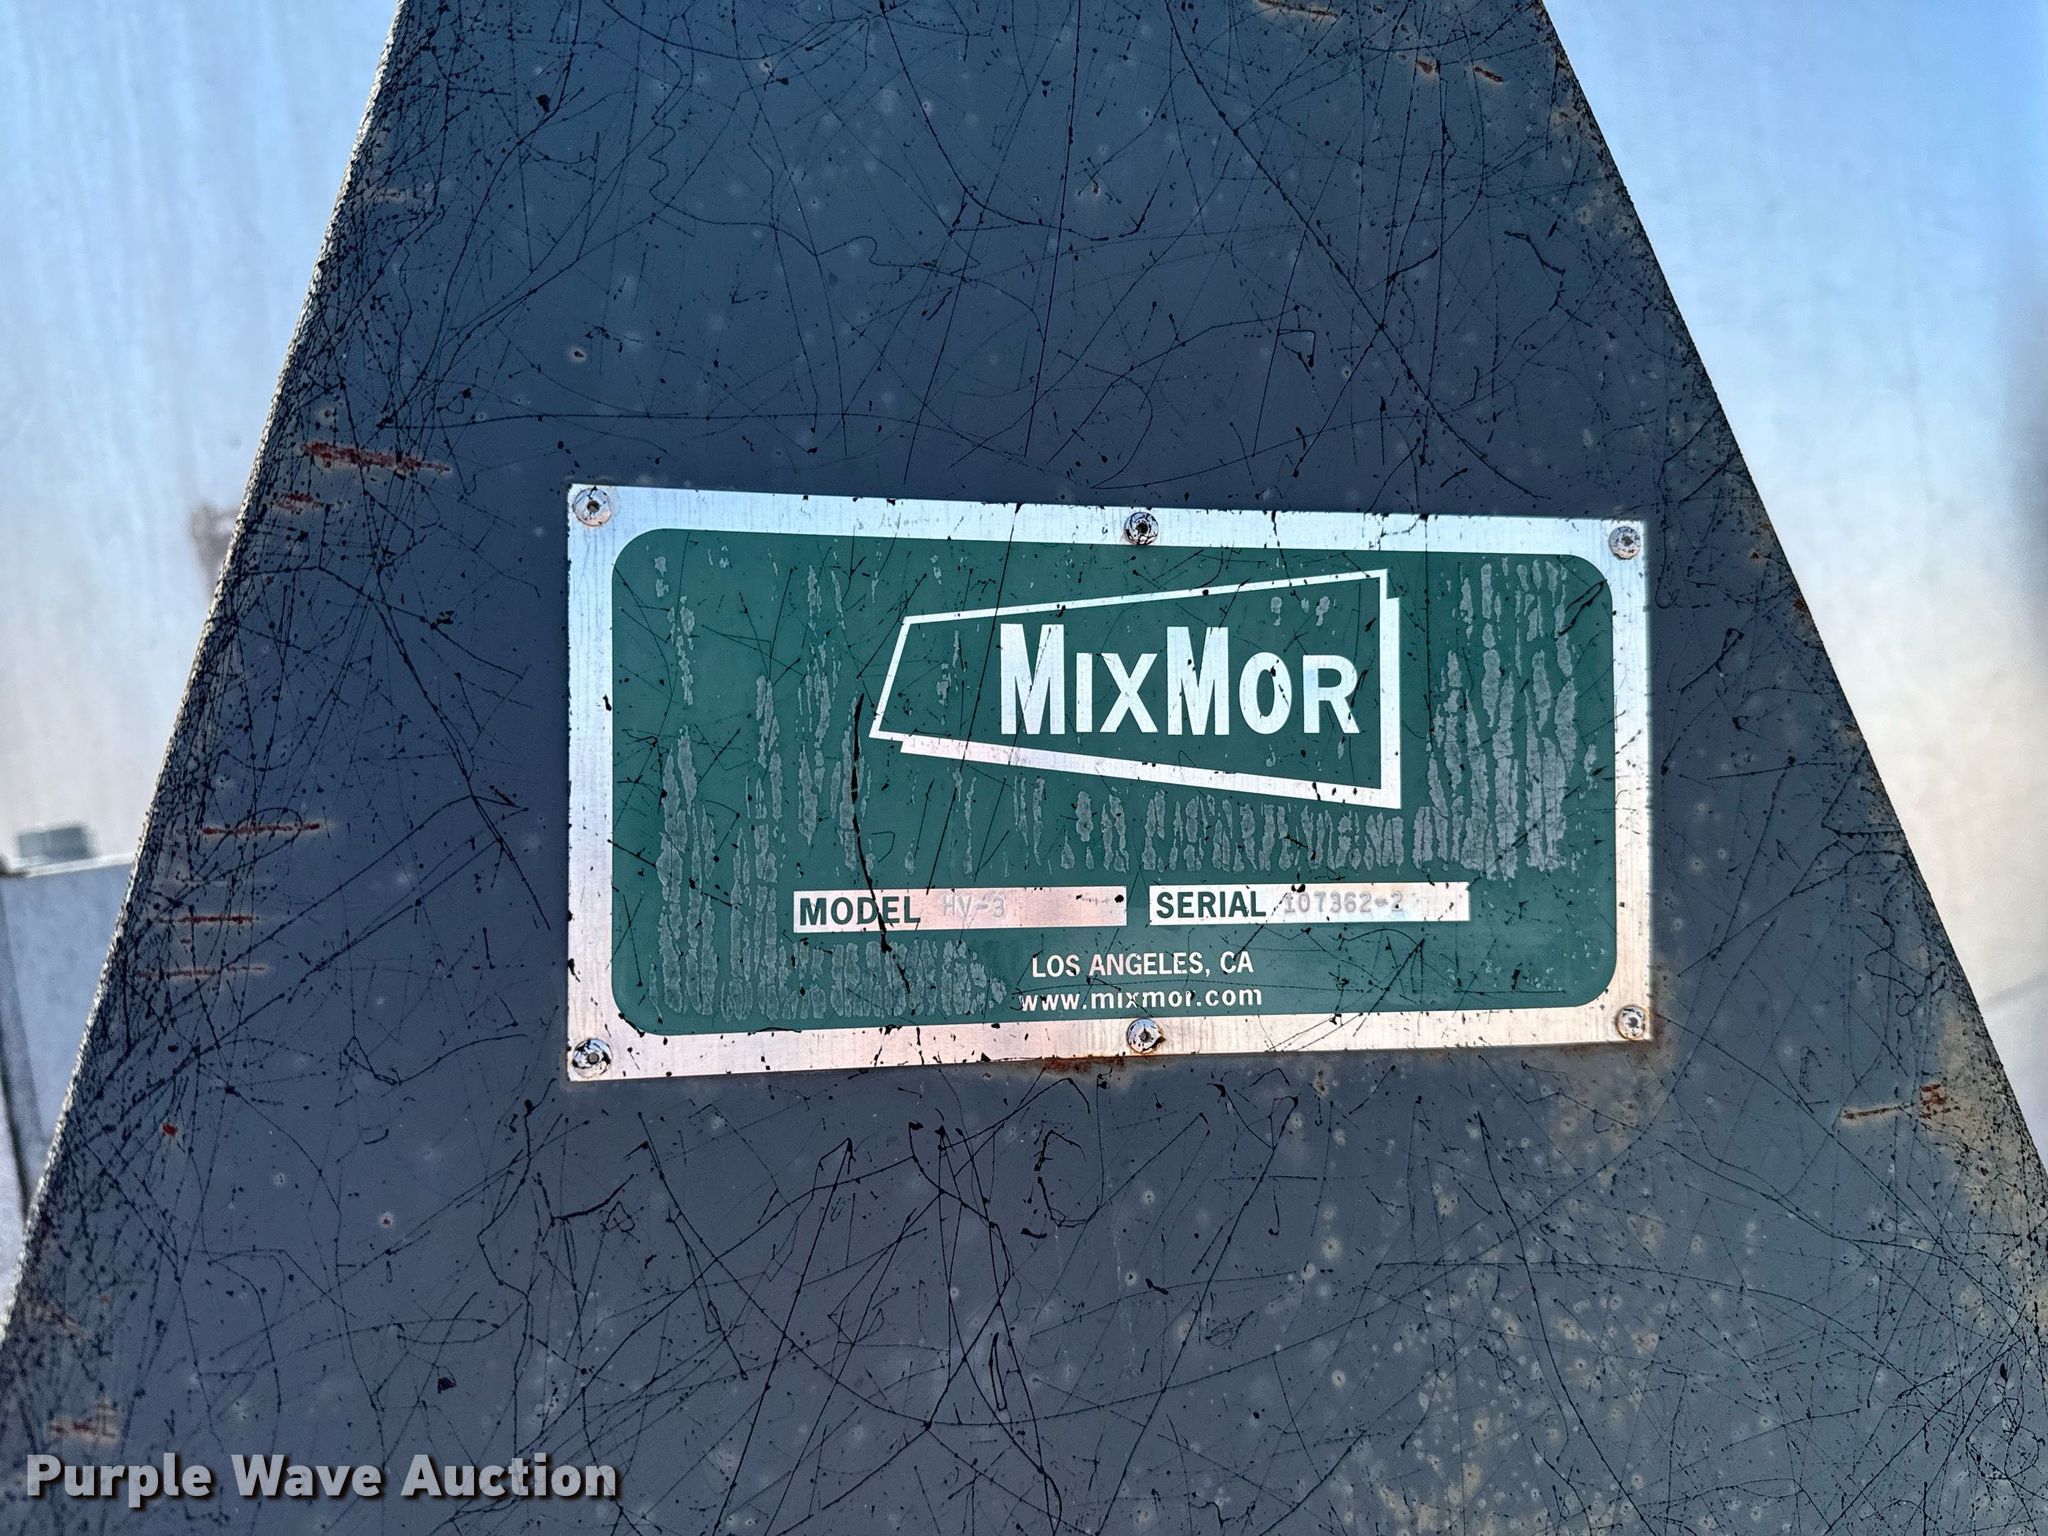 MIXMOR
MODEL HV-3
SERIAL 107362-2
LOS ANGELES, CA
www.mixmor.com
Purple Wave Auction